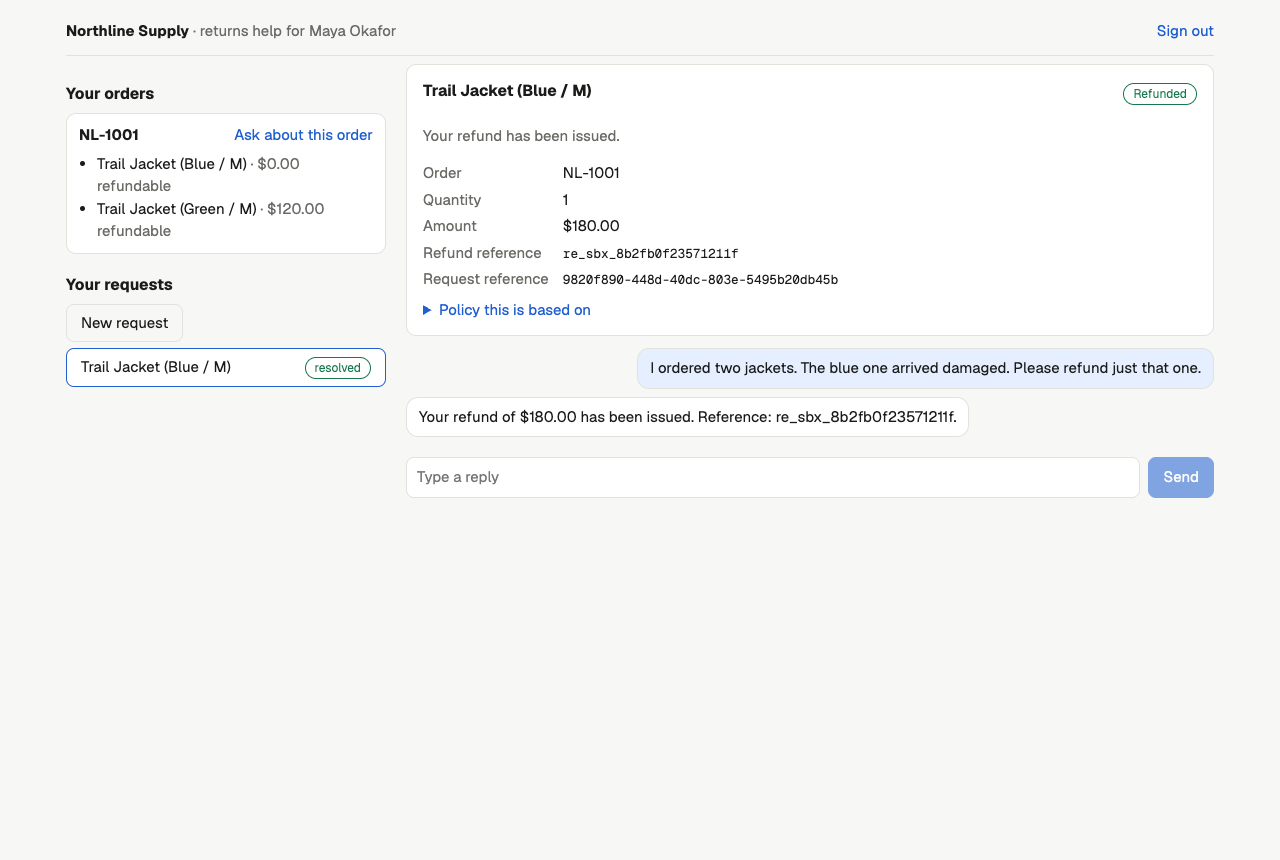 Northline Supply · returns help for Maya Okafor
Sign out
Your orders
NL-1001
Ask about this order
Trail Jacket (Blue / M) · $0.00
refundable
Trail Jacket (Green / M) · $120.00
refundable
Your requests
New request
Trail Jacket (Blue / M)
resolved
Trail Jacket (Blue / M)
Refunded
Your refund has been issued.
Order NL-1001
Quantity 1
Amount $180.00
Refund reference re_sbx_8b2fb0f23571211f
Request reference 9820f890-448d-40dc-803e-5495b20db45b
Policy this is based on
I ordered two jackets. The blue one arrived damaged. Please refund just that one.
Your refund of $180.00 has been issued. Reference: re_sbx_8b2fb0f23571211f.
Type a reply
Send